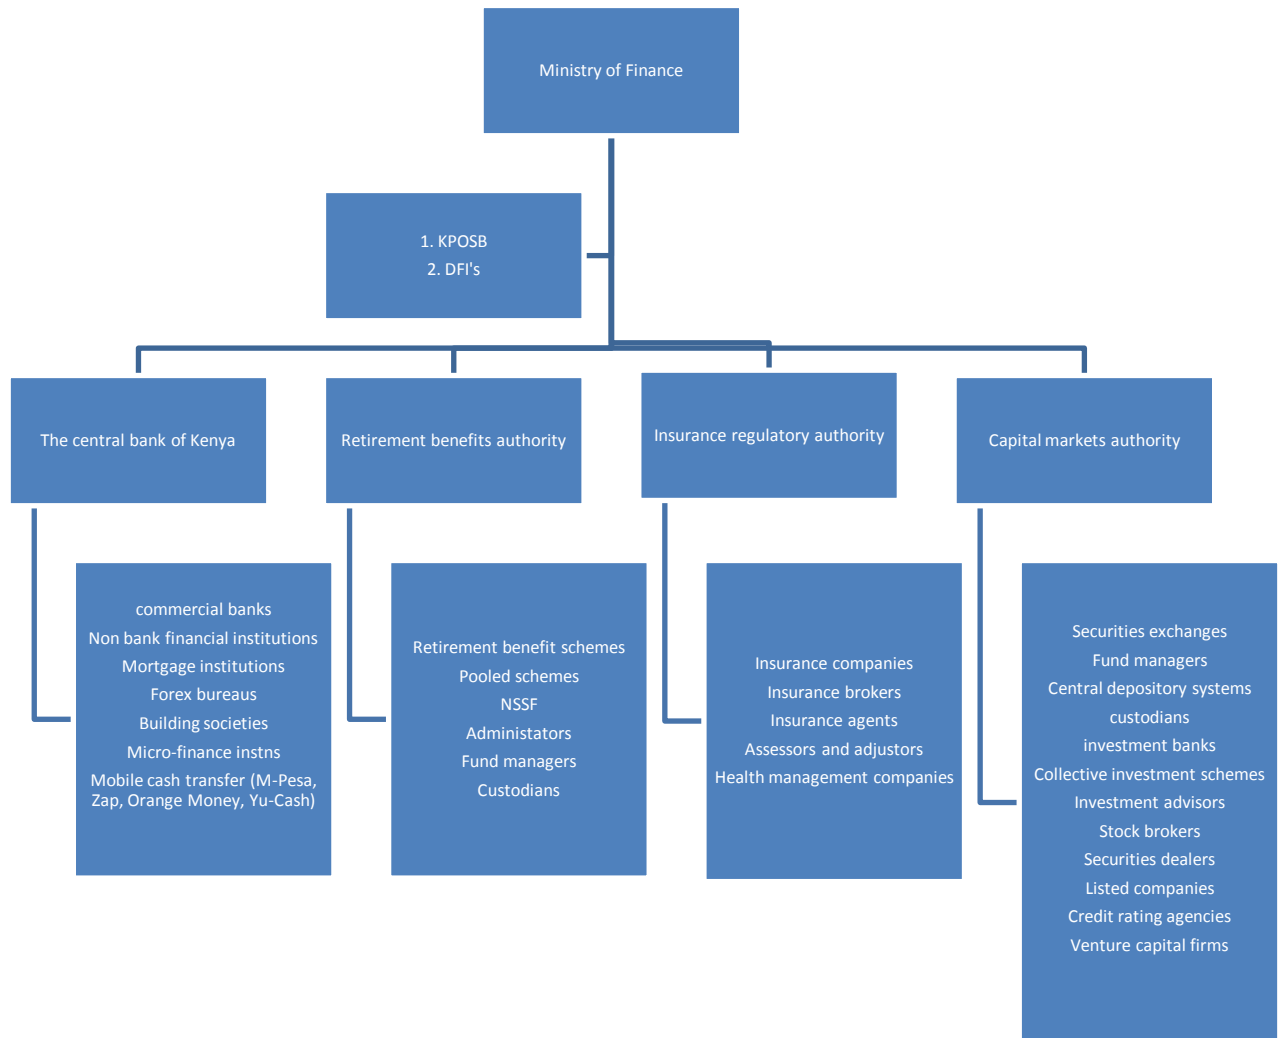 Ministry of Finance
1. KPOSB
2. DFI's
The central bank of Kenya
Retirement benefits authority
Insurance regulatory authority
Capital markets authority
commercial banks
Non bank financial institutions
Mortgage institutions
Forex bureaus
Building societies
Micro-finance instns
Mobile cash transfer (M-Pesa,
Zap, Orange Money, Yu-Cash)
Retirement benefit schemes
Pooled schemes
NSSF
Administators
Fund managers
Custodians
Insurance companies
Insurance brokers
Insurance agents
Assessors and adjustors
Health management companies
Securities exchanges
Fund managers
Central depository systems
custodians
investment banks
Collective investment schemes
Investment advisors
Stock brokers
Securities dealers
Listed companies
Credit rating agencies
Venture capital firms